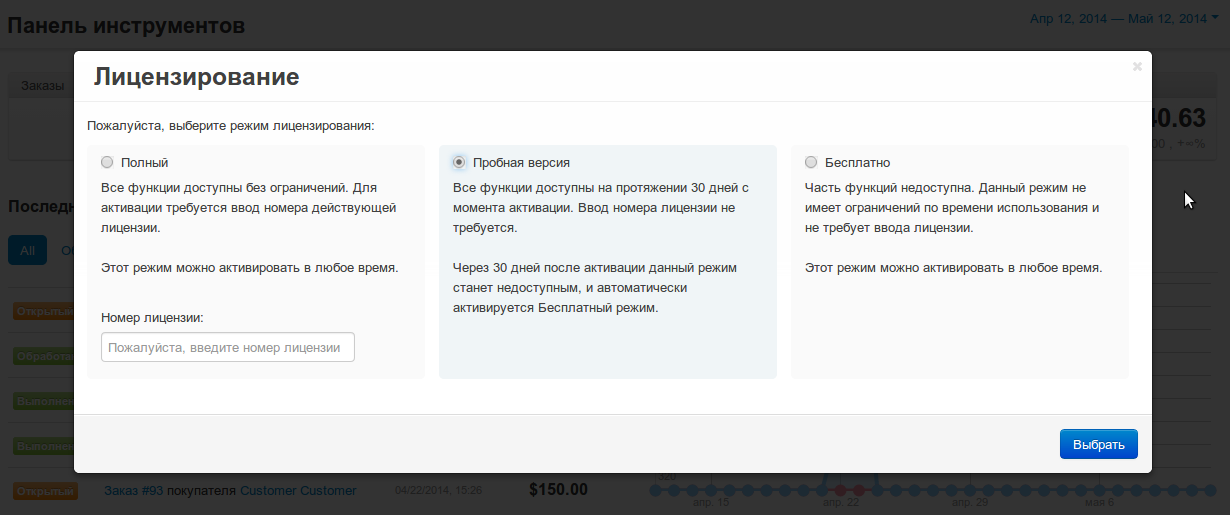 Панель инструментов
Апр 12, 2014 — Май 12, 2014
Лицензирование
Заказы
Пожалуйста, выберите режим лицензирования:
40.63
00 , +∞%
Полный
Все функции доступны без ограничений. Для
активации требуется ввод номера действующей
лицензии.
Этот режим можно активировать в любое время.
Номер лицензии:
Пожалуйста, введите номер лицензии
Пробная версия
Все функции доступны на протяжении 30 дней с
момента активации. Ввод номера лицензии не
требуется.
Через 30 дней после активации данный режим
станет недоступным, и автоматически
активируется Бесплатный режим.
Бесплатно
Часть функций недоступна. Данный режим не
имеет ограничений по времени использования и
не требует ввода лицензии.
Этот режим можно активировать в любое время.
Последн
All
Об
Открытый
Обработан
Выполнен
Выполнен
Выбрать
Открытый
Заказ #93 покупателя Customer Customer
04/22/2014, 15:26
$150.00
320
апр. 15
апр. 22
апр. 29
мая 6